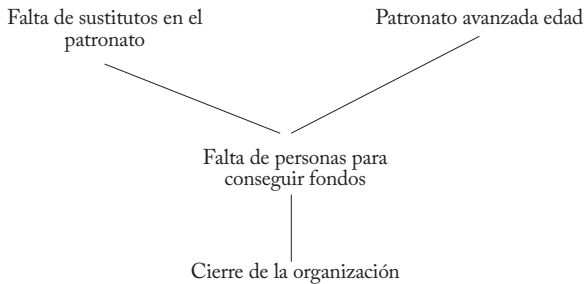 Falta de sustitutos en el
patronato
Patronato avanzada edad
Falta de personas para
conseguir fondos
Cierre de la organización